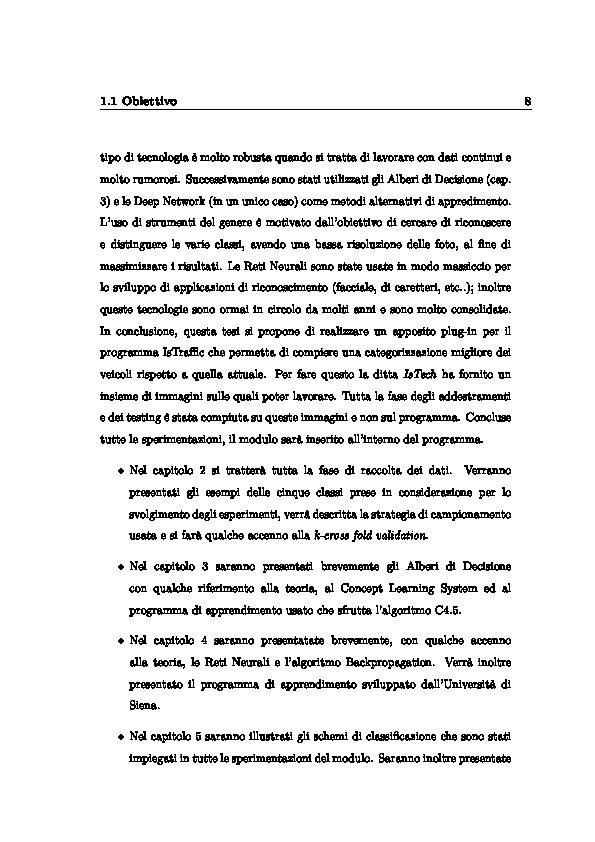 1.1 Obiettivo 8
tipo di tecnologia è molto robusta quando si tratta di lavorare con dati continui e
molto rumorosi. Successivamente sono stati utilizzati gli Alberi di Decisione (cap.
3) e le Deep Network (in un unico caso) come metodi alternativi di appredimento.
L'uso di strumenti del genere è motivato dall'obiettivo di cercare di riconoscere
e distinguere le varie classi, avendo una bassa risoluzione delle foto, al fine di
massimizzare i risultati. Le Reti Neurali sono state usate in modo massiccio per
lo sviluppo di applicazioni di riconoscimento (facciale, di caretteri, etc..); inoltre
queste tecnologie sono ormai in circolo da molti anni e sono molto consolidate.
In conclusione, questa tesi si propone di realizzare un apposito plug-in per il
programma IsTraffic che permetta di compiere una categorizzazione migliore dei
veicoli rispetto a quella attuale. Per fare questo la ditta IsTech ha fornito un
insieme di immagini sulle quali poter lavorare. Tutta la fase degli addestramenti
e dei testing è stata compiuta su queste immagini e non sul programma. Concluse
tutte le sperimentazioni, il modulo sarà inserito all'interno del programma.
• Nel capitolo 2 si tratterà tutta la fase di raccolta dei dati. Verranno
presentati gli esempi delle cinque classi prese in considerazione per lo
svolgimento degli esperimenti, verrà descritta la strategia di campionamento
usata e si farà qualche accenno alla k-cross fold validation.
• Nel capitolo 3 saranno presentati brevemente gli Alberi di Decisione
con qualche riferimento alla teoria, al Concept Learning System ed al
programma di apprendimento usato che sfrutta l'algoritmo C4.5.
• Nel capitolo 4 saranno presentatate brevemente, con qualche accenno
alla teoria, le Reti Neurali e l'algoritmo Backpropagation. Verrà inoltre
presentato il programma di apprendimento sviluppato dall'Università di
Siena.
• Nel capitolo 5 saranno illustrati gli schemi di classificazione che sono stati
impiegati in tutte le sperimentazioni del modulo. Saranno inoltre presentate